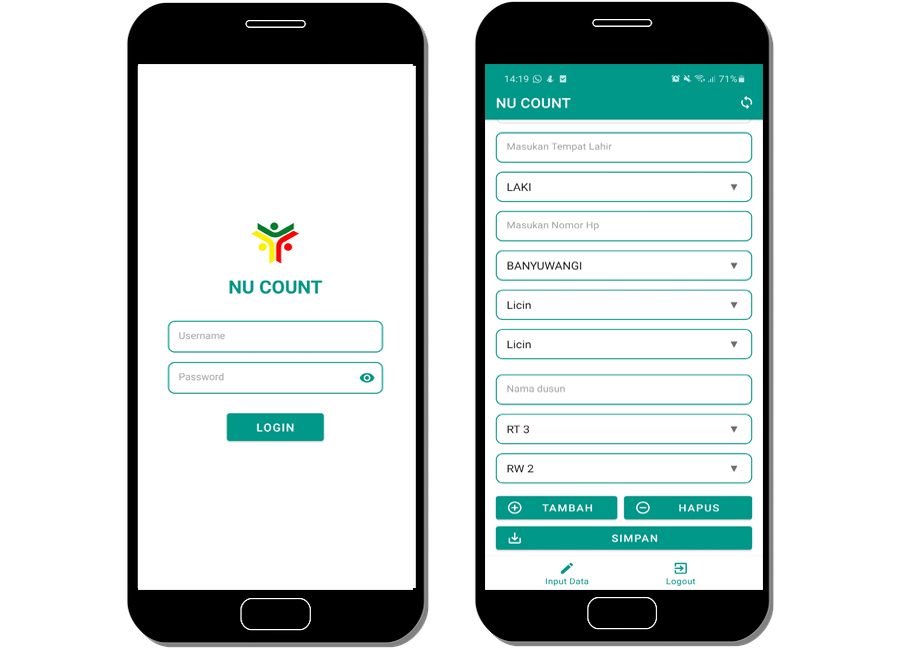 NU COUNT
Username
Password
LOGIN
14:19
71%
NU COUNT
Masukan Tempat Lahir
LAKI
Masukan Nomor Hp
BANYUWANGI
Licin
Licin
Nama dusun
RT 3
RW 2
TAMBAH
HAPUS
SIMPAN
Input Data
Logout